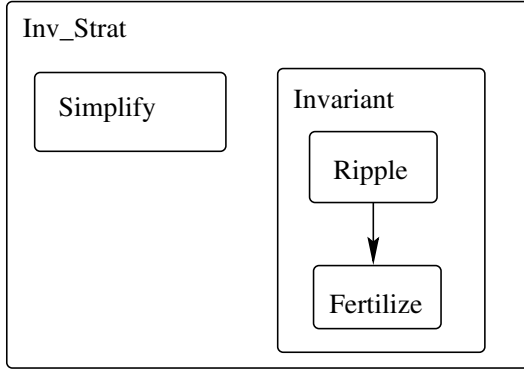 Inv_Strat
Simplify
Invariant
Ripple
Fertilize